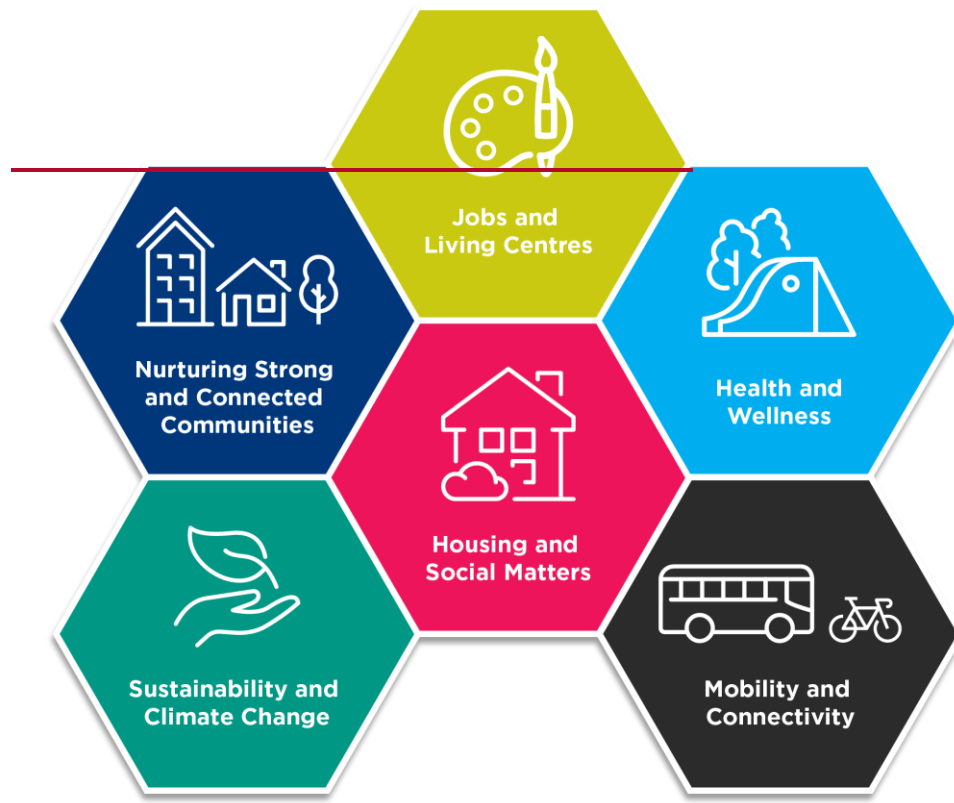 Jobs and
Living Centres
Nurturing Strong
and Connected
Communities
Health and
Wellness
Housing and
Social Matters
Sustainability and
Climate Change
Mobility and
Connectivity